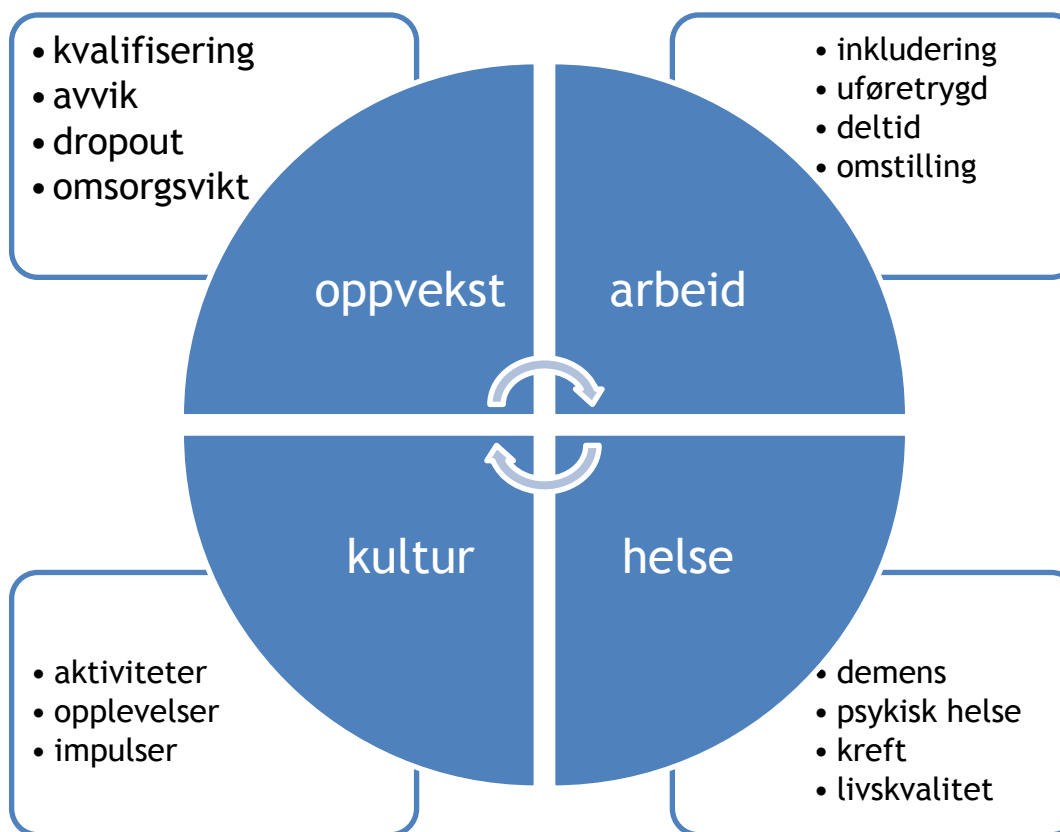 • kvalifisering
• avvik
• dropout
• omsorgsvikt
• inkludering
• uføretrygd
• deltid
• omstilling
oppvekst
arbeid
kultur
helse
• aktiviteter
• opplevelser
• impulser
• demens
• psykisk helse
• kreft
• livskvalitet